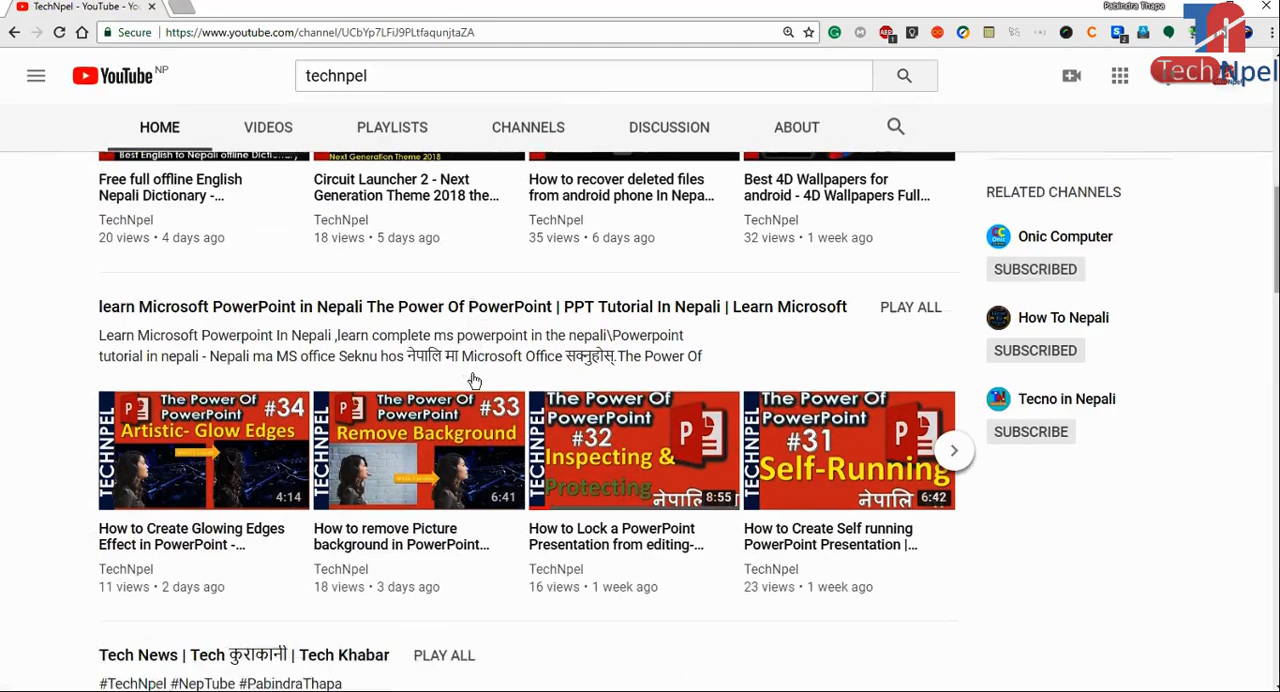 TechNpel - YouTube - Yo
Pabindra Thapa
Secure
https://www.youtube.com/channel/UCbYp7LFiJ9PLtfaqunjtaZA
YouTube NP
technpel
Tech Npel
HOME
VIDEOS
PLAYLISTS
CHANNELS
DISCUSSION
ABOUT
Best English to Nepali offline Dictionary
Next Generation Theme 2018
Free full offline English
Nepali Dictionary -...
TechNpel
20 views • 4 days ago
Circuit Launcher 2 - Next
Generation Theme 2018 the...
TechNpel
18 views • 5 days ago
How to recover deleted files
from android phone In Nepa...
TechNpel
35 views • 6 days ago
Best 4D Wallpapers for
android - 4D Wallpapers Full...
TechNpel
32 views • 1 week ago
RELATED CHANNELS
Onic Computer
SUBSCRIBED
How To Nepali
SUBSCRIBED
Tecno in Nepali
SUBSCRIBE
learn Microsoft PowerPoint in Nepali The Power Of PowerPoint | PPT Tutorial In Nepali | Learn Microsoft
PLAY ALL
Learn Microsoft Powerpoint In Nepali ,learn complete ms powerpoint in the nepali\Powerpoint
tutorial in nepali - Nepali ma MS office Seknu hos नेपालि मा Microsoft Office सक्नुहोस्.The Power Of
TECHNPEL
The Power Of
PowerPoint
#34
Artistic- Glow Edges
4:14
TECHNPEL
The Power Of
PowerPoint
#33
Remove Background
6:41
TECHNPEL
The Power Of
PowerPoint
#32
Inspecting &
Protecting
8:55
TECHNPEL
The Power Of
PowerPoint
#31
Self-Running
नेपालि
6:42
How to Create Glowing Edges
Effect in PowerPoint -...
TechNpel
11 views • 2 days ago
How to remove Picture
background in PowerPoint...
TechNpel
18 views • 3 days ago
How to Lock a PowerPoint
Presentation from editing-...
TechNpel
16 views • 1 week ago
How to Create Self running
PowerPoint Presentation |...
TechNpel
23 views • 1 week ago
Tech News | Tech कुराकानी | Tech Khabar
PLAY ALL
#TechNpel #NepTube #PabindraThapa